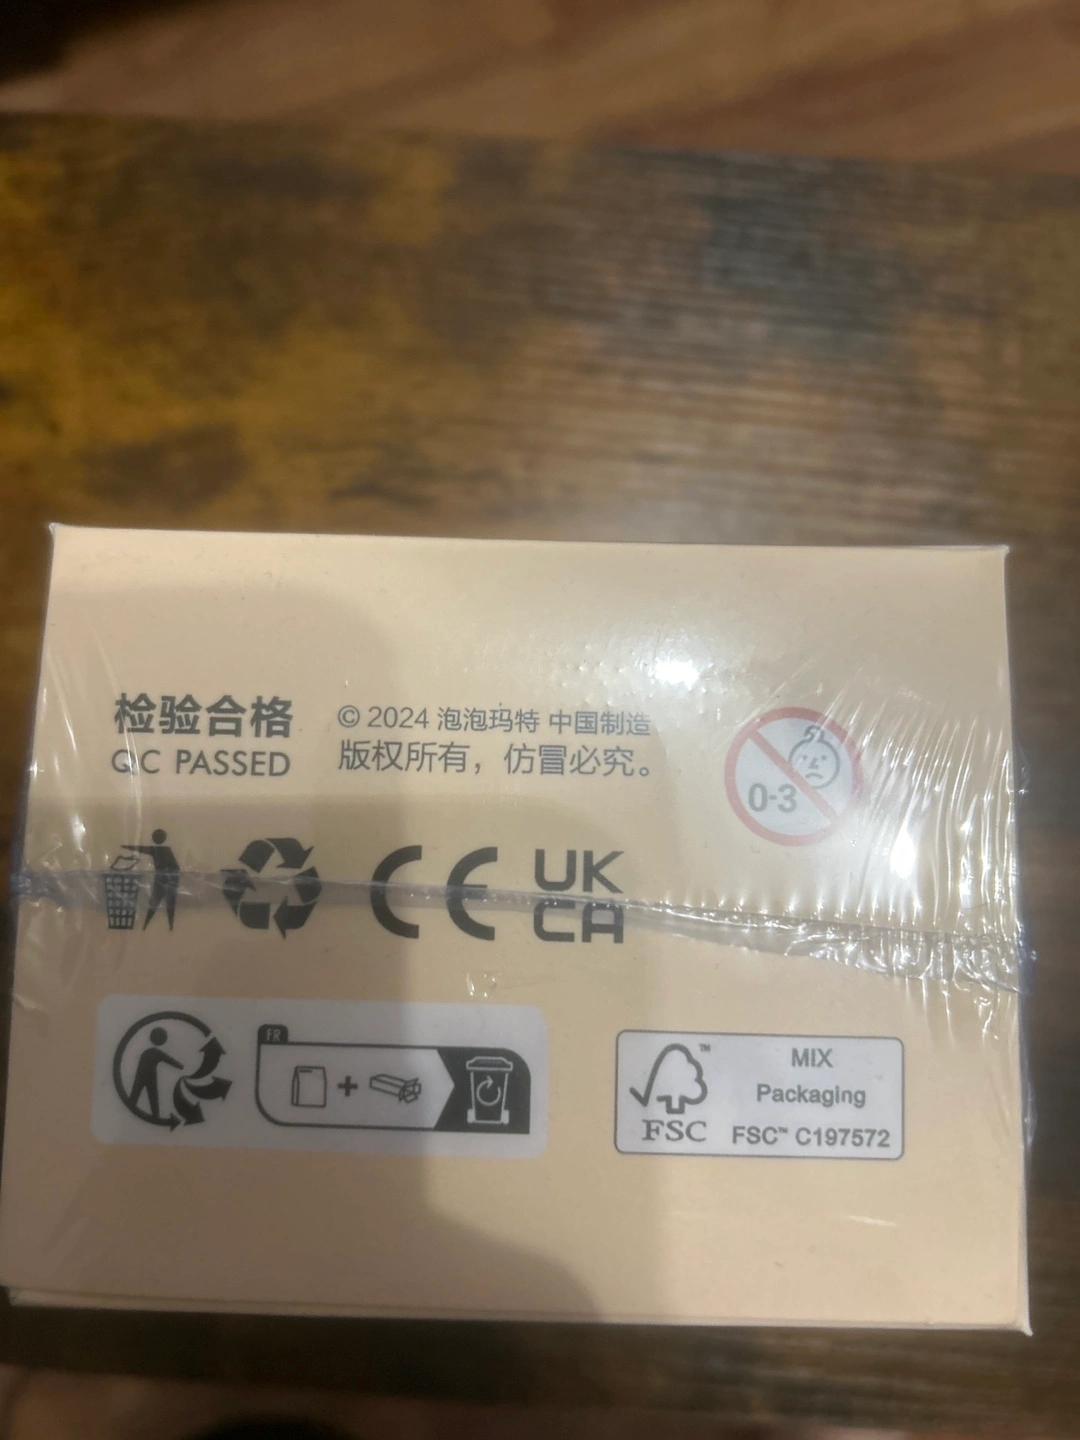 检验合格
QC PASSED
© 2024 泡泡玛特 中国制造
版权所有，仿冒必究。
0-3
CE
UK
CA
FR
+
FSC™
MIX
Packaging
FSC™ C197572